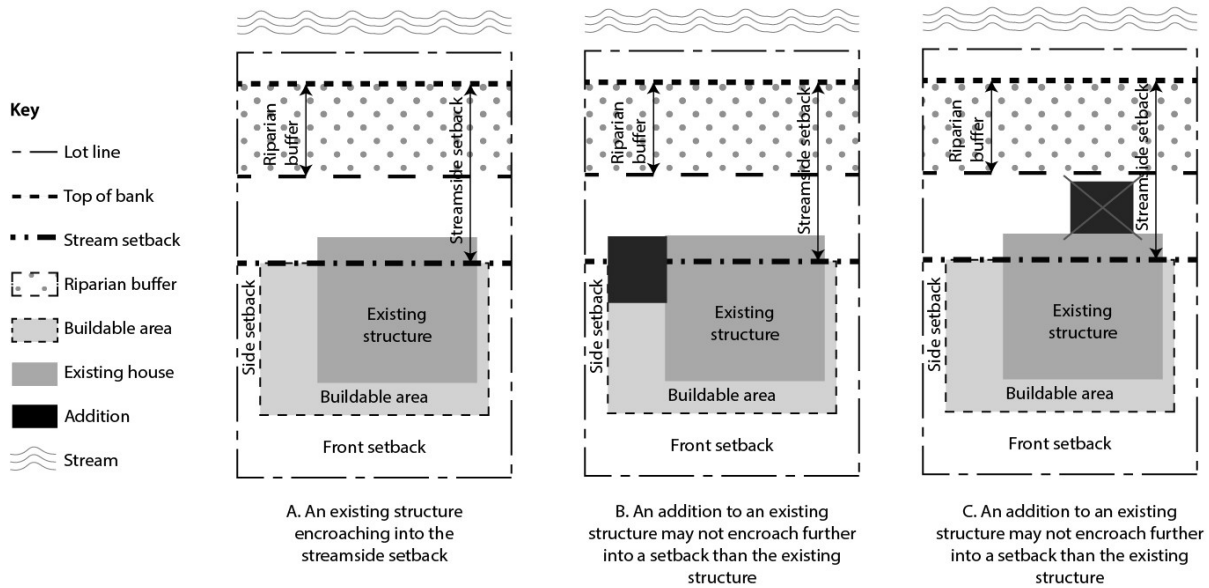 Key
Lot line
Top of bank
Stream setback
Riparian buffer
Buildable area
Existing house
Addition
Stream
Riparian
buffer
Streamside setback
Side setback
Existing
structure
Buildable area
Front setback
A. An existing structure
encroaching into the
streamside setback
Riparian
buffer
Streamside setback
Side setback
Existing
structure
Buildable area
Front setback
B. An addition to an existing
structure may not encroach further
into a setback than the existing
structure
Riparian
buffer
Streamside setback
Side setback
Existing
structure
Buildable area
Front setback
C. An addition to an existing
structure may not encroach further
into a setback than the existing
structure